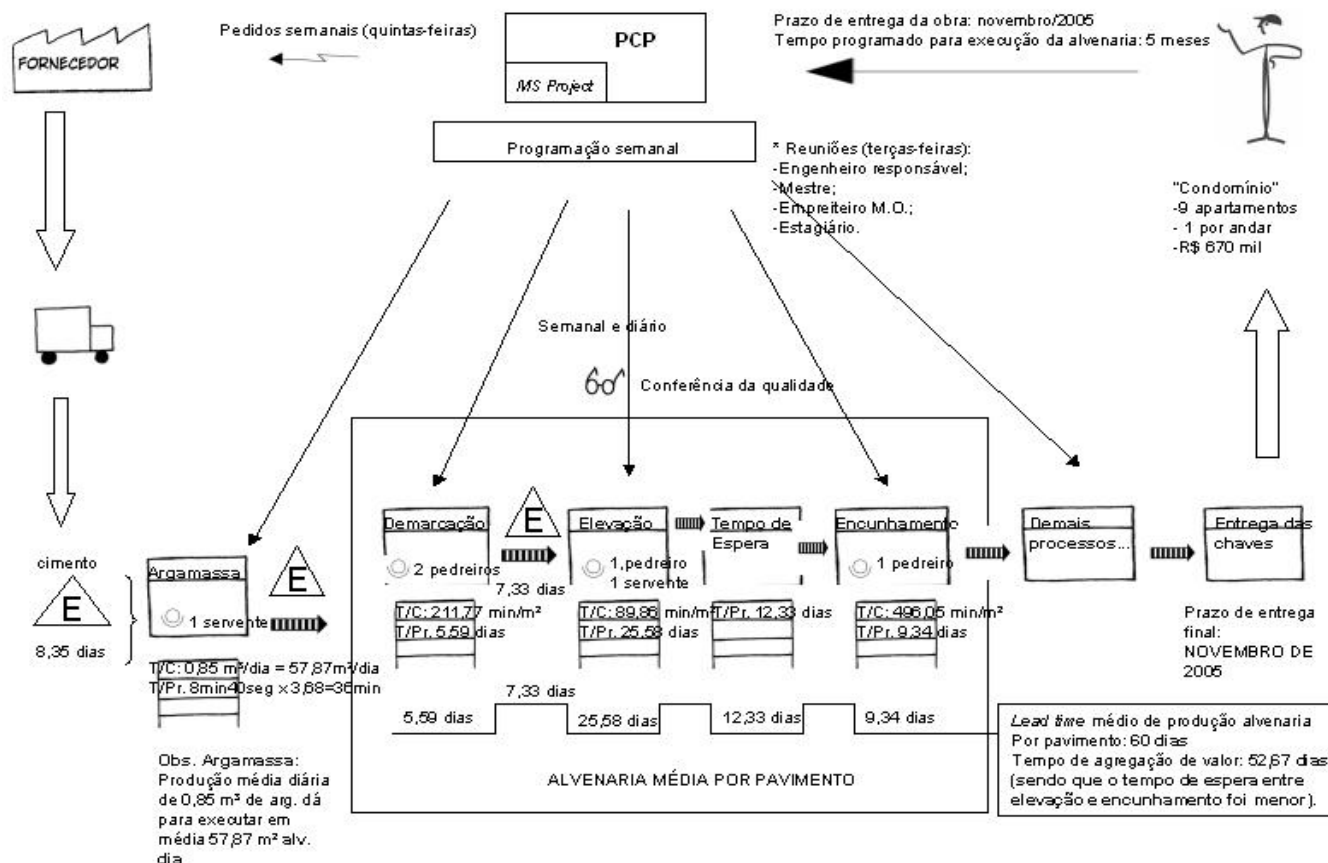 Prazo de entrega da obra: novembro/2005
Tempo programado para execução da alvenaria: 5 meses
Pedidos semanais (quintas-feiras)
PCP
MS Project
FORNECEDOR
Programação semanal
* Reuniões (terças-feiras):
-Engenheiro responsável;
-Mestre;
-Empreiteiro M.O.;
-Estagiário.
"Condomínio"
-9 apartamentos
- 1 por andar
-R$ 670 mil
Semanal e diário
Conferência da qualidade
cimento
E
8,35 dias
Argamassa
1 servente
E
T/C: 0,85 m³/dia = 57,87m²/dia
T/Pr. 8min40seg x 3,68=36min
Obs. Argamassa:
Produção média diária
de 0,85 m³ de arg. dá
para executar em
média 57,87 m² alv.
dia
Demarcação
2 pedreiros
T/C: 211,77 min/m²
T/Pr. 5,59 dias
E
7,33 dias
Elevação
1,pedreiro
1 servente
T/C: 89,86 min/m²
T/Pr. 25,58 dias
Tempo de
Espera
T/Pr. 12,33 dias
Encunhamento
1 pedreiro
T/C: 496,05 min/m²
T/Pr. 9,34 dias
Demais
processos...
Entrega das
chaves
Prazo de entrega
final:
NOVEMBRO DE
2005
5,59 dias
7,33 dias
25,58 dias
12,33 dias
9,34 dias
ALVENARIA MÉDIA POR PAVIMENTO
Lead time médio de produção alvenaria
Por pavimento: 60 dias
Tempo de agregação de valor: 52,67 dias
(sendo que o tempo de espera entre
elevação e encunhamento foi menor).